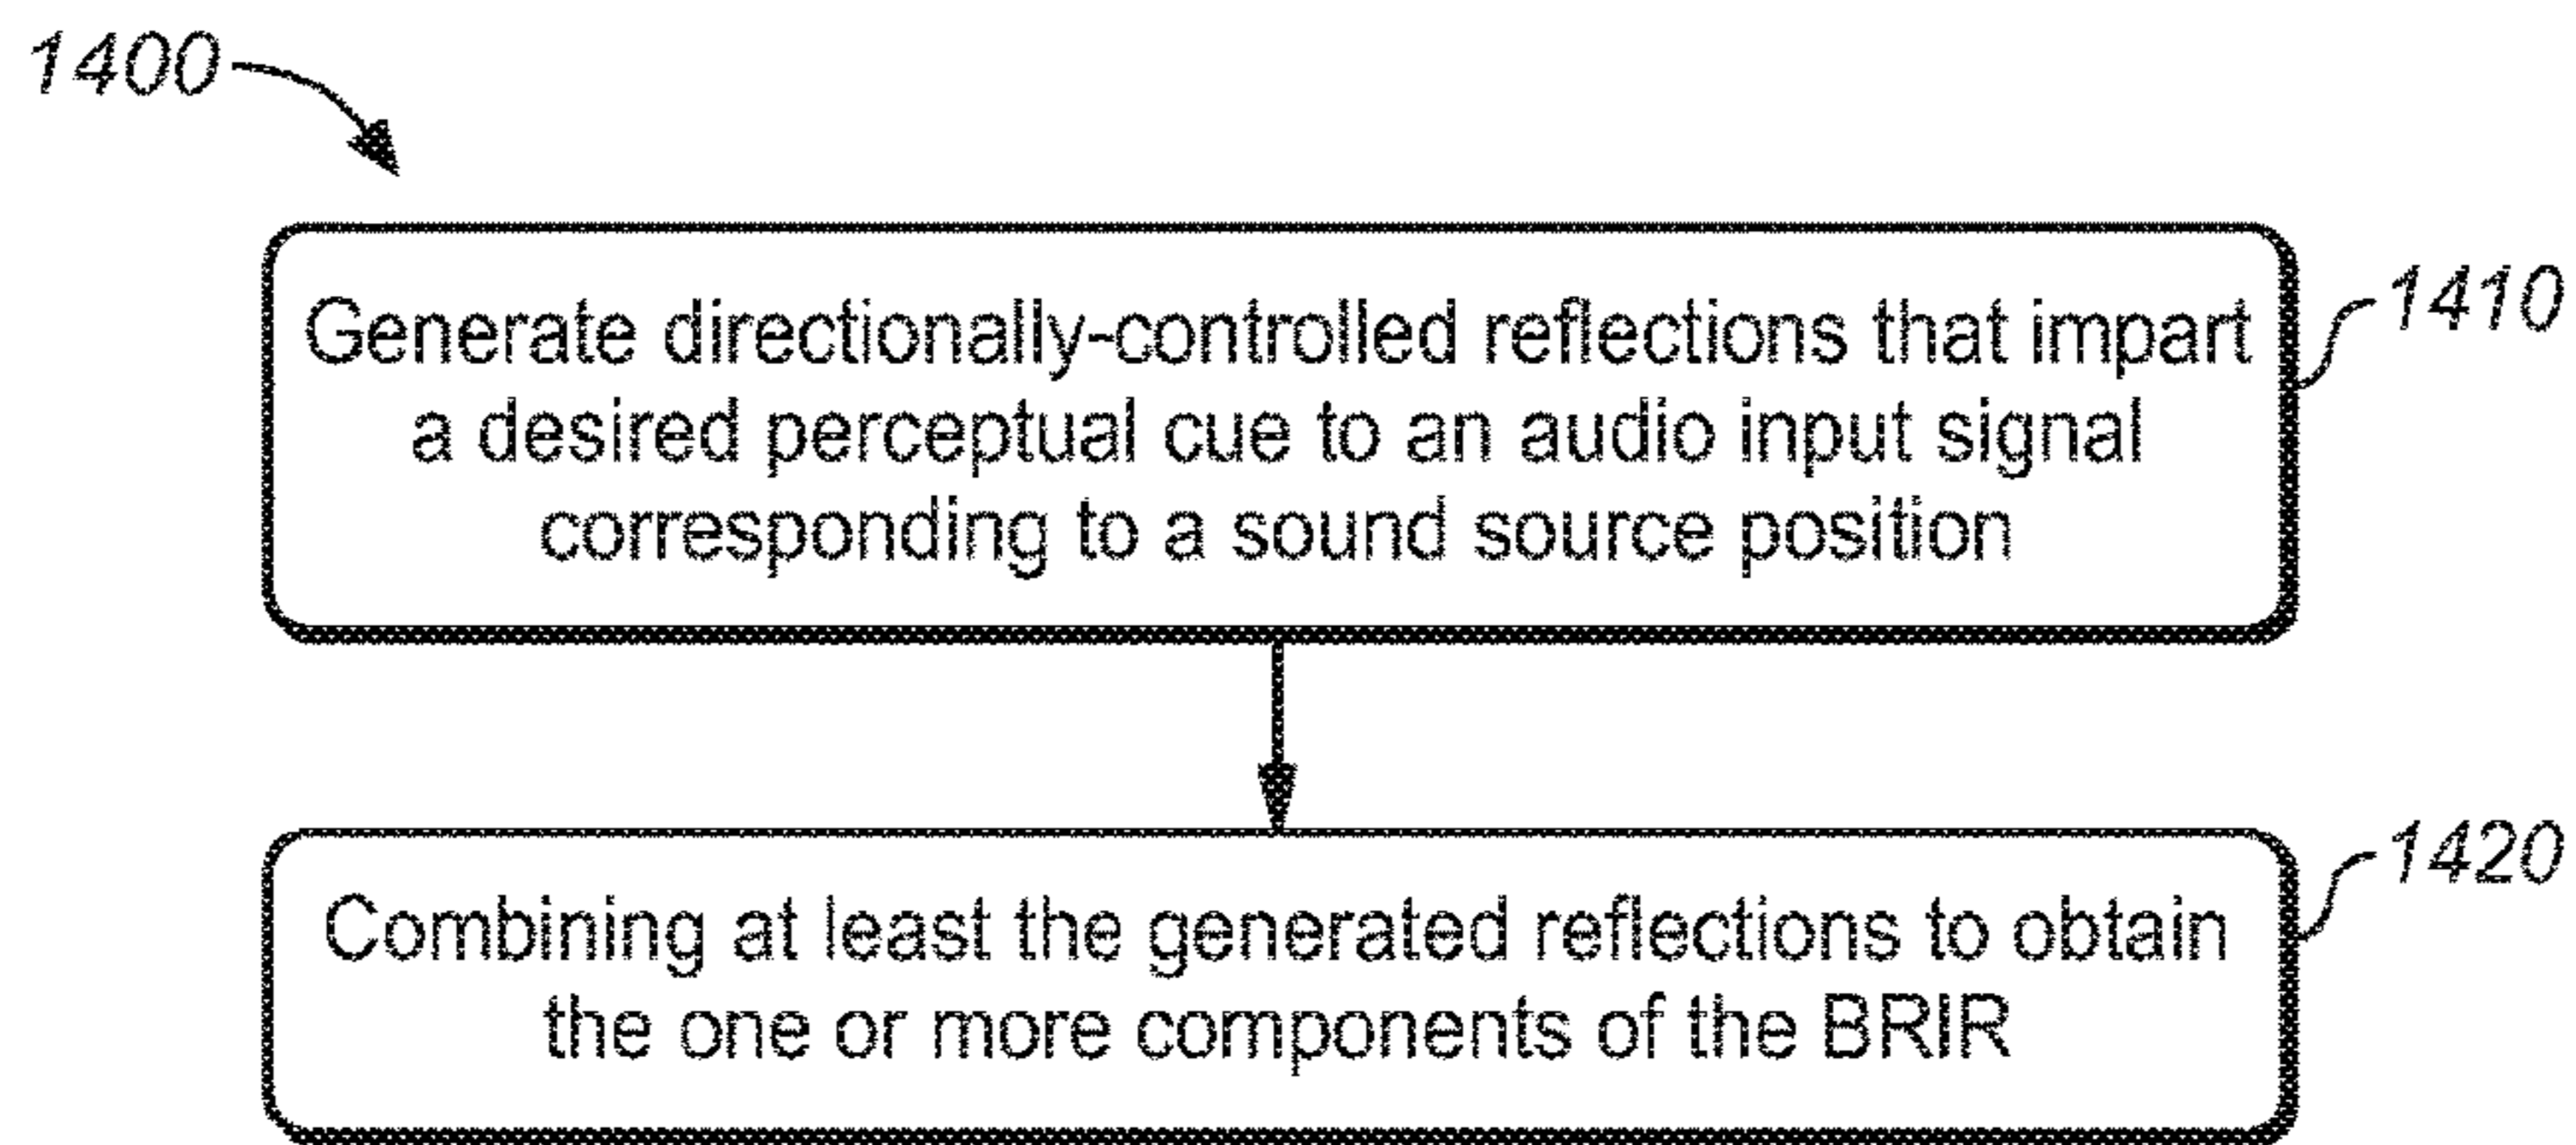 1400
Generate directionally-controlled reflections that impart
1410
a desired perceptual cue to an audio input signal
corresponding to a sound source position
1420
Combining at least the generated reflections to obtain
the one or more components of the BRIR